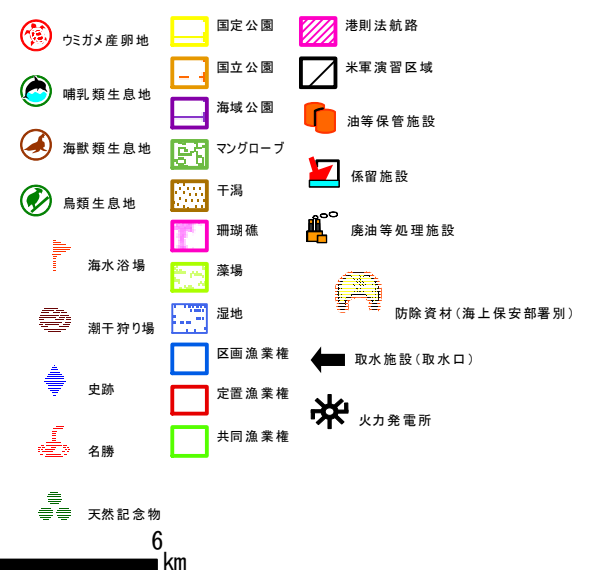 ウミガメ産卵地
哺乳類生息地
海獣類生息地
鳥類生息地
海水浴場
潮干狩り場
史跡
名勝
天然記念物
国定公園
国立公園
海域公園
マングローブ
干潟
珊瑚礁
藻場
湿地
区画漁業権
定置漁業権
共同漁業権
港則法航路
米軍演習区域
油等保管施設
係留施設
廃油等処理施設
防除資材(海上保安部署別)
取水施設(取水口)
火力発電所
6
km